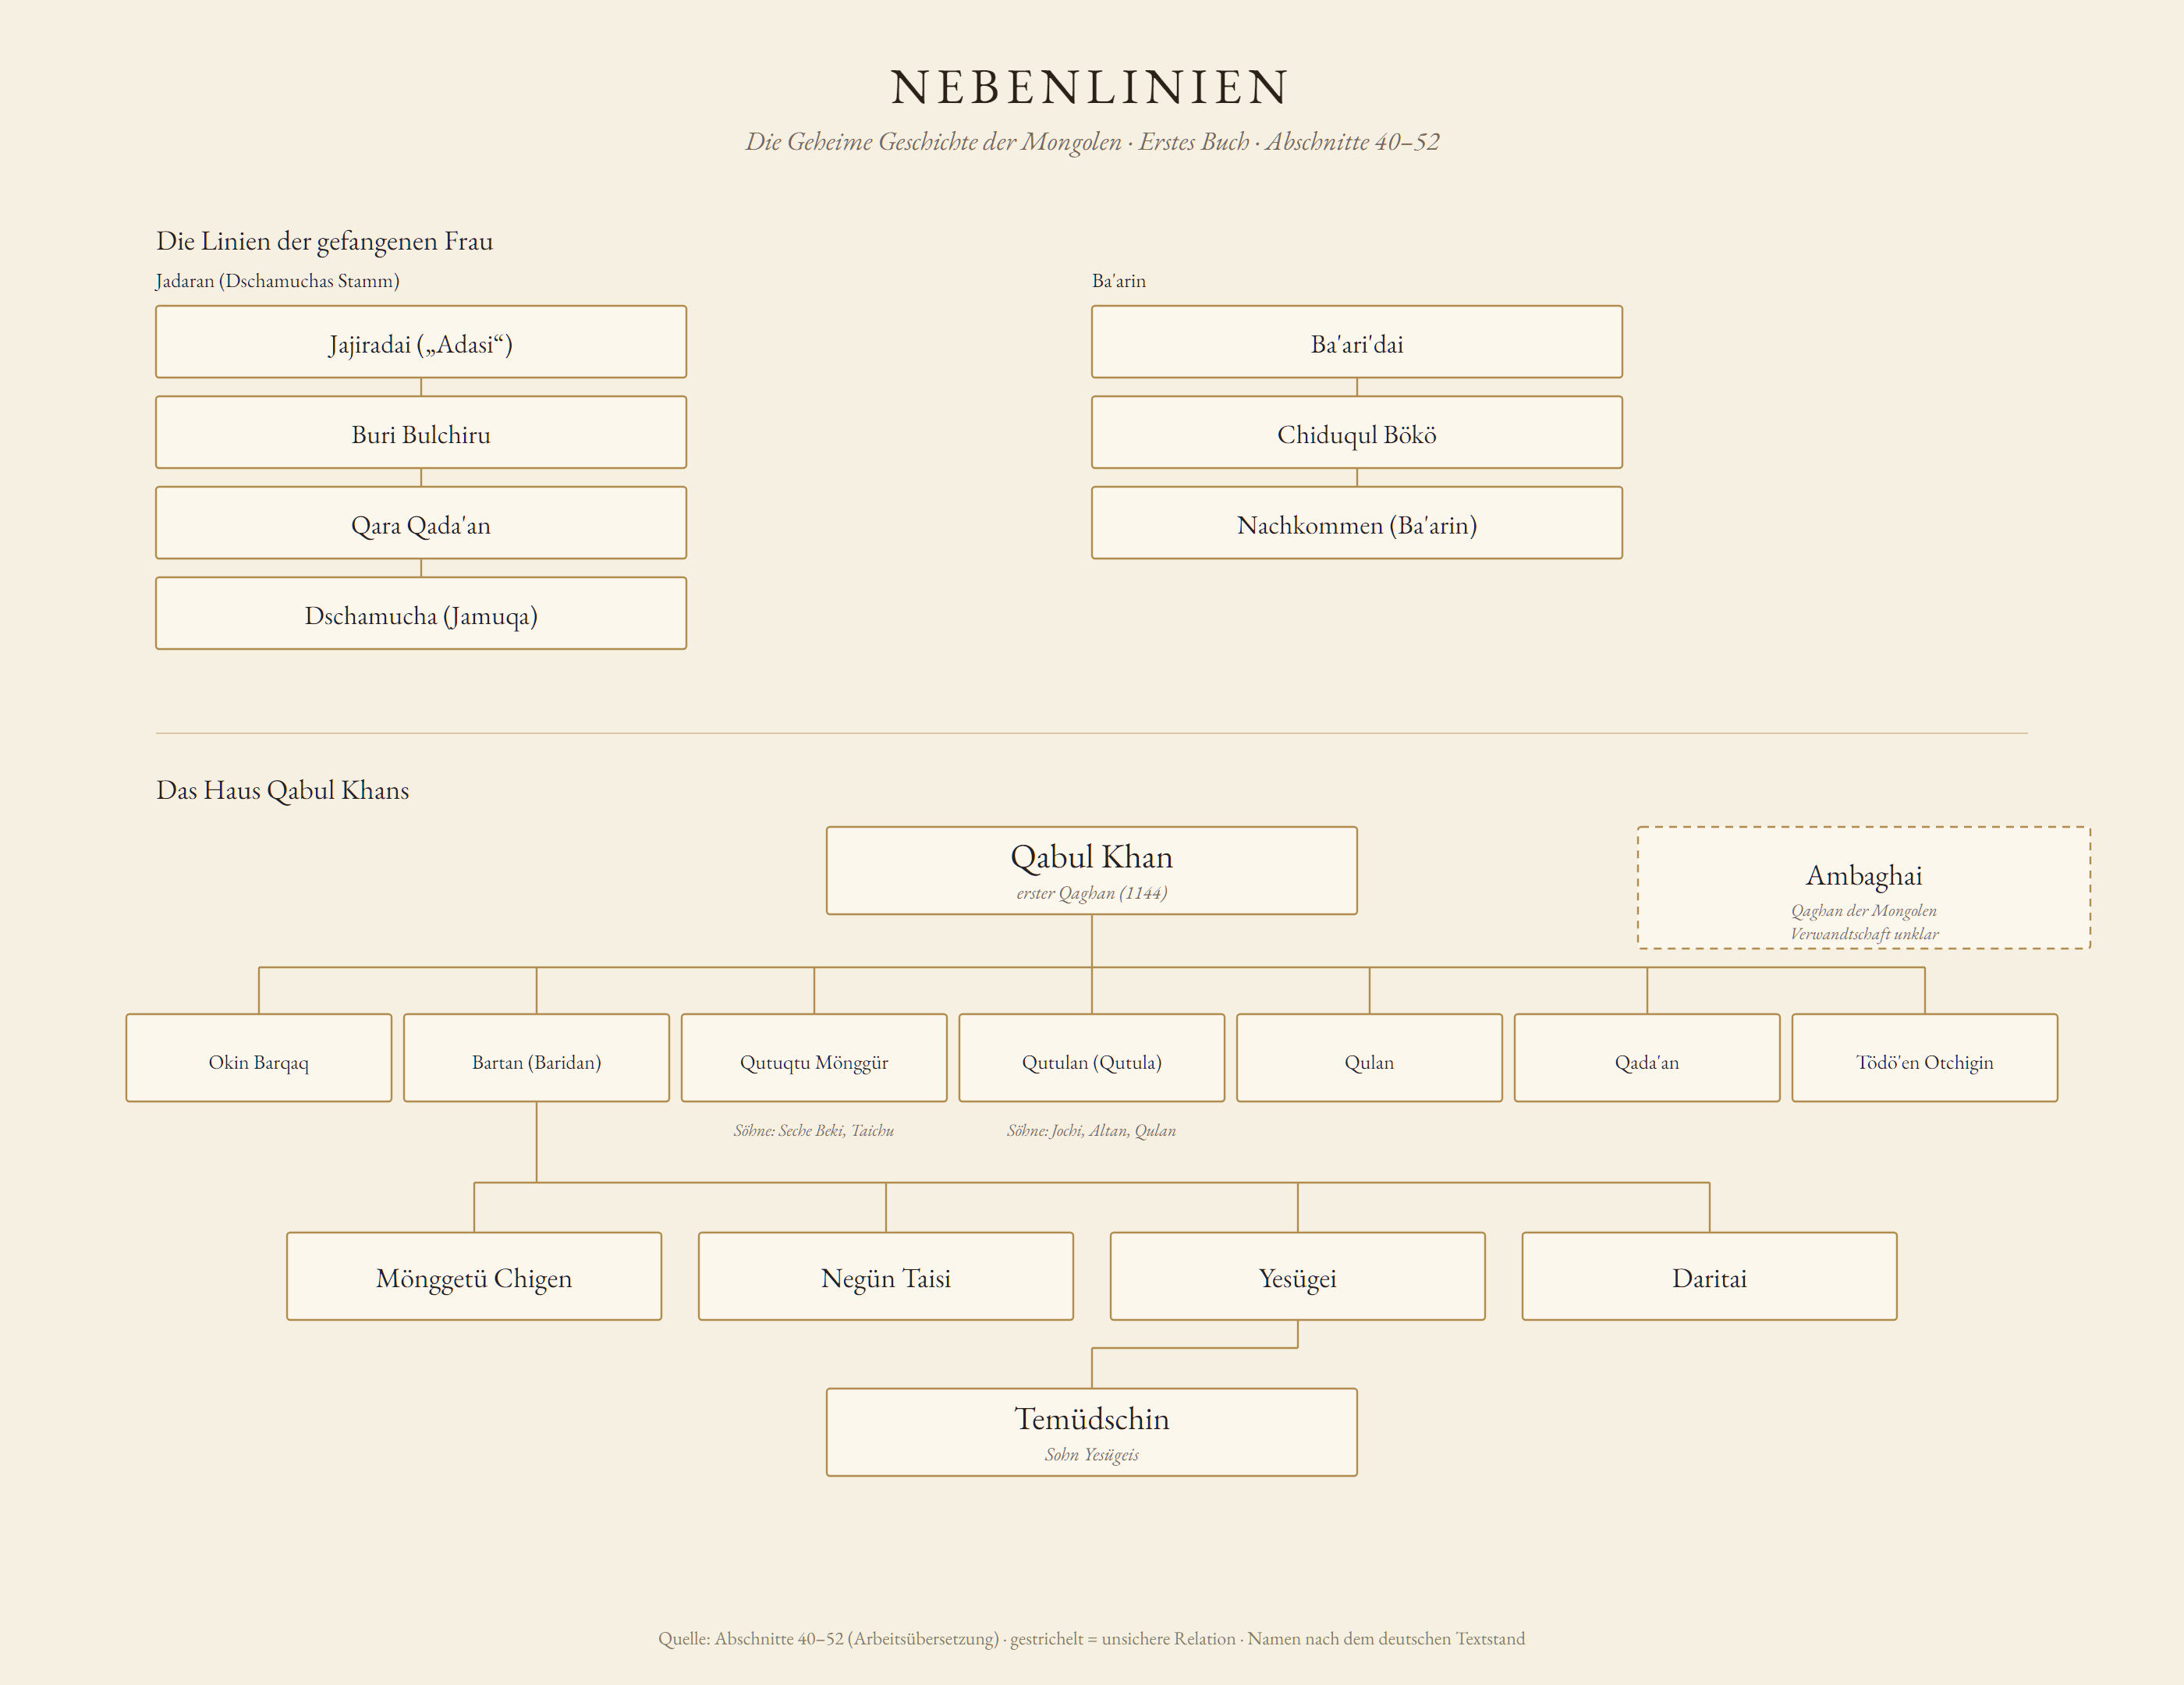 NEBENLINIEN
Die Geheime Geschichte der Mongolen · Erstes Buch · Abschnitte 40–52
Die Linien der gefangenen Frau
Jadaran (Dschamuchas Stamm)
Jajiradai („Adasi“)
Buri Bulchiru
Qara Qada'an
Dschamucha (Jamuqa)
Ba'arin
Ba'ari'dai
Chiduqul Bökö
Nachkommen (Ba'arin)
Das Haus Qabul Khans
Qabul Khan
erster Qaghan (1144)
Ambaghai
Qaghan der Mongolen
Verwandtschaft unklar
Okin Barqaq
Bartan (Baridan)
Qutuqtu Mönggür
Qutulan (Qutula)
Qulan
Qada'an
Tödö'en Otchigin
Söhne: Seche Beki, Taichu
Söhne: Jochi, Altan, Qulan
Mönggetü Chigen
Negün Taisi
Yesügei
Daritai
Temüdschin
Sohn Yesügeis
Quelle: Abschnitte 40–52 (Arbeitsübersetzung) · gestrichelt = unsichere Relation · Namen nach dem deutschen Textstand